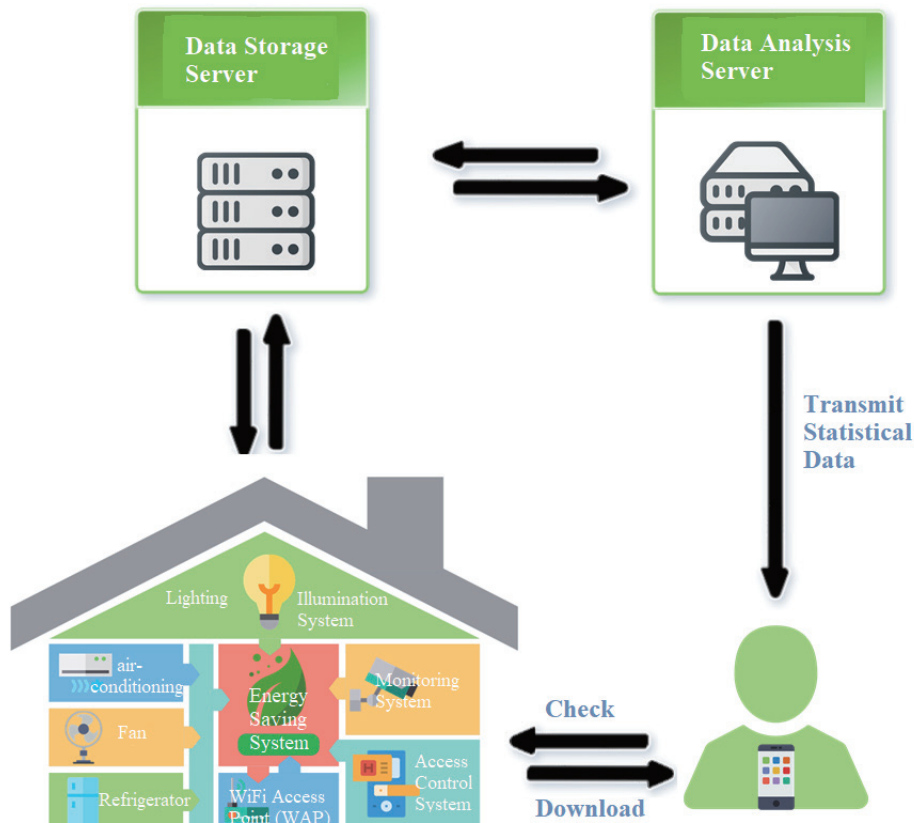 Data Storage
Server
Data Analysis
Server
Transmit
Statistical
Data
Lighting
Illumination
System
air-
conditioning
Fan
Refrigerator
Energy
Saving
System
WiFi Access
Point (WAP)
Monitoring
System
Access
Control
System
Check
Download